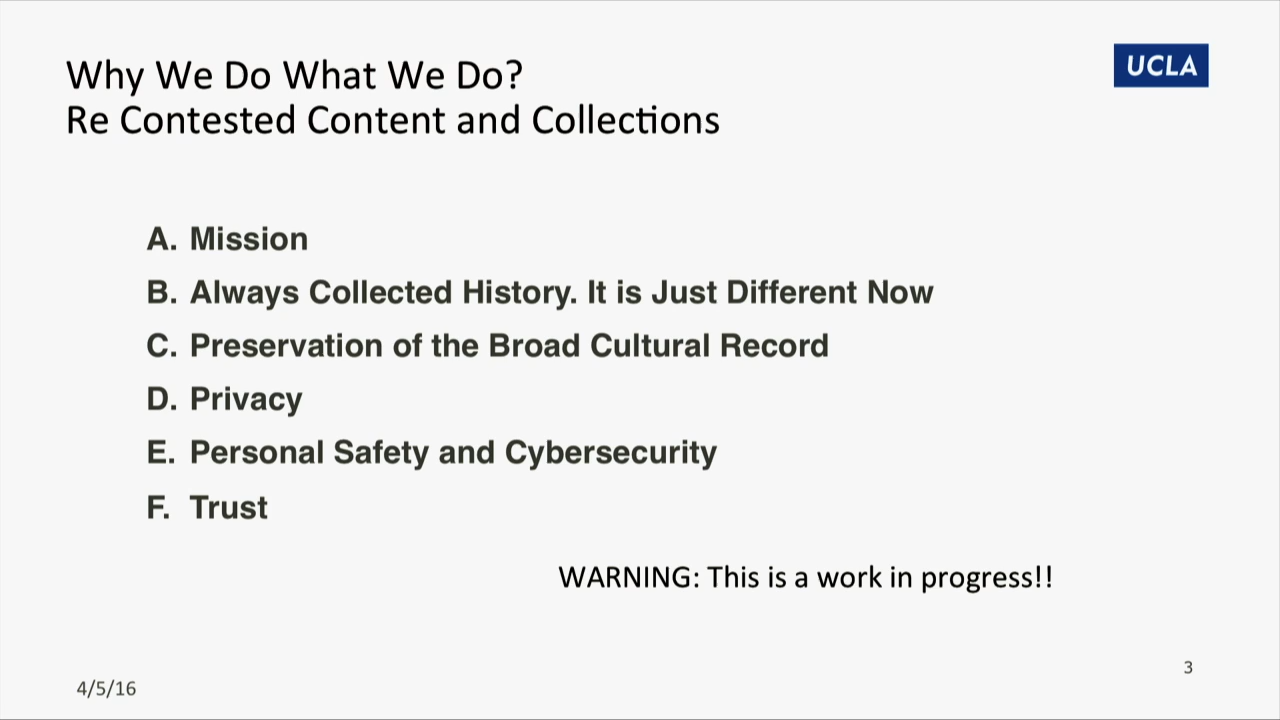 Why We Do What We Do?
Re Contested Content and Collections
UCLA
A. Mission
B. Always Collected History. It is Just Different Now
C. Preservation of the Broad Cultural Record
D. Privacy
E. Personal Safety and Cybersecurity
F. Trust
WARNING: This is a work in progress!!
3
4/5/16